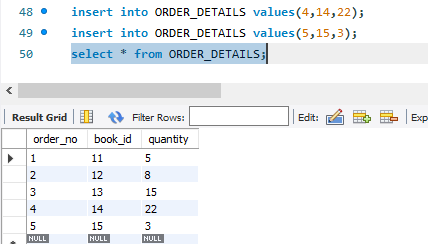 48 insert into ORDER_DETAILS values(4,14,22);
49 insert into ORDER_DETAILS values(5,15,3);
50 select * from ORDER_DETAILS;
Result Grid Filter Rows: Edit: Exp
order_no book_id quantity
1 11 5
2 12 8
3 13 15
4 14 22
5 15 3
NULL NULL NULL